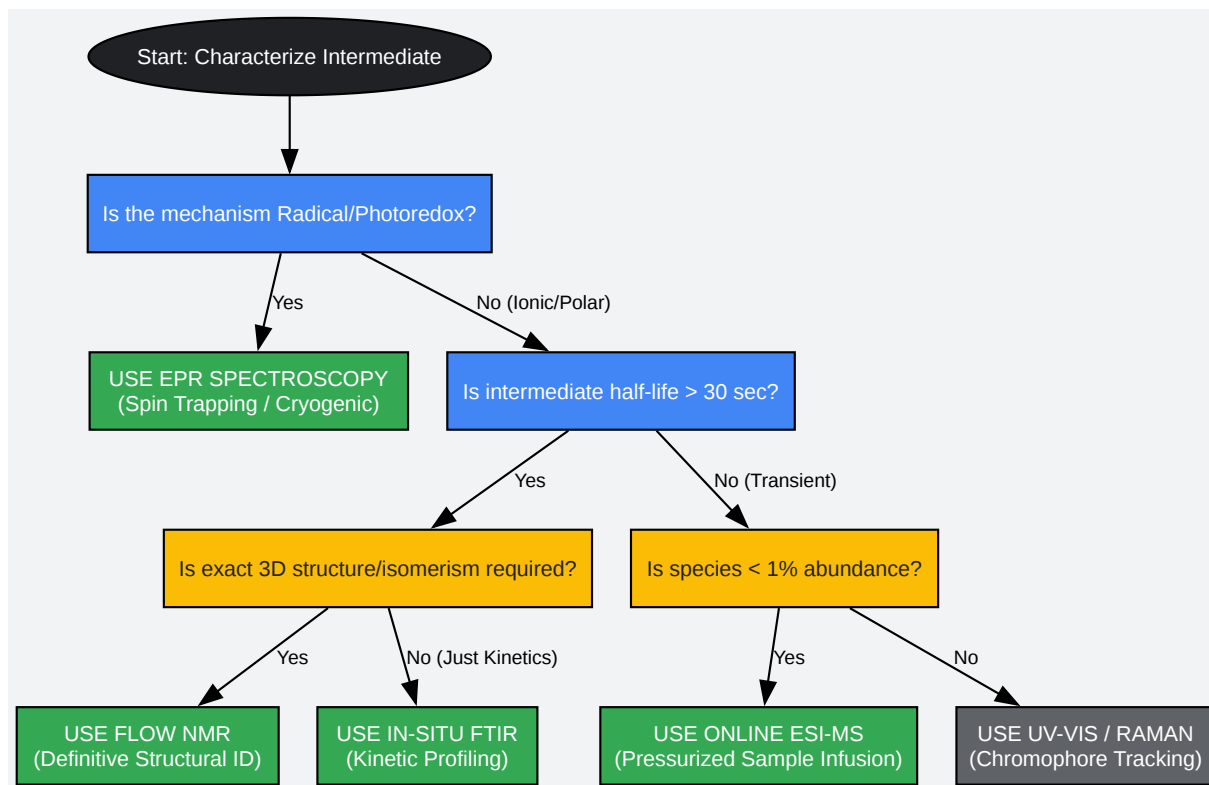 Start: Characterize Intermediate
Is the mechanism Radical/Photoredox?
Yes
No (Ionic/Polar)
USE EPR SPECTROSCOPY
(Spin Trapping / Cryogenic)
Is intermediate half-life > 30 sec?
Yes
No (Transient)
Is exact 3D structure/isomerism required?
Is species < 1% abundance?
Yes
No (Just Kinetics)
Yes
No
USE FLOW NMR
(Definitive Structural ID)
USE IN-SITU FTIR
(Kinetic Profiling)
USE ONLINE ESI-MS
(Pressurized Sample Infusion)
USE UV-VIS / RAMAN
(Chromophore Tracking)